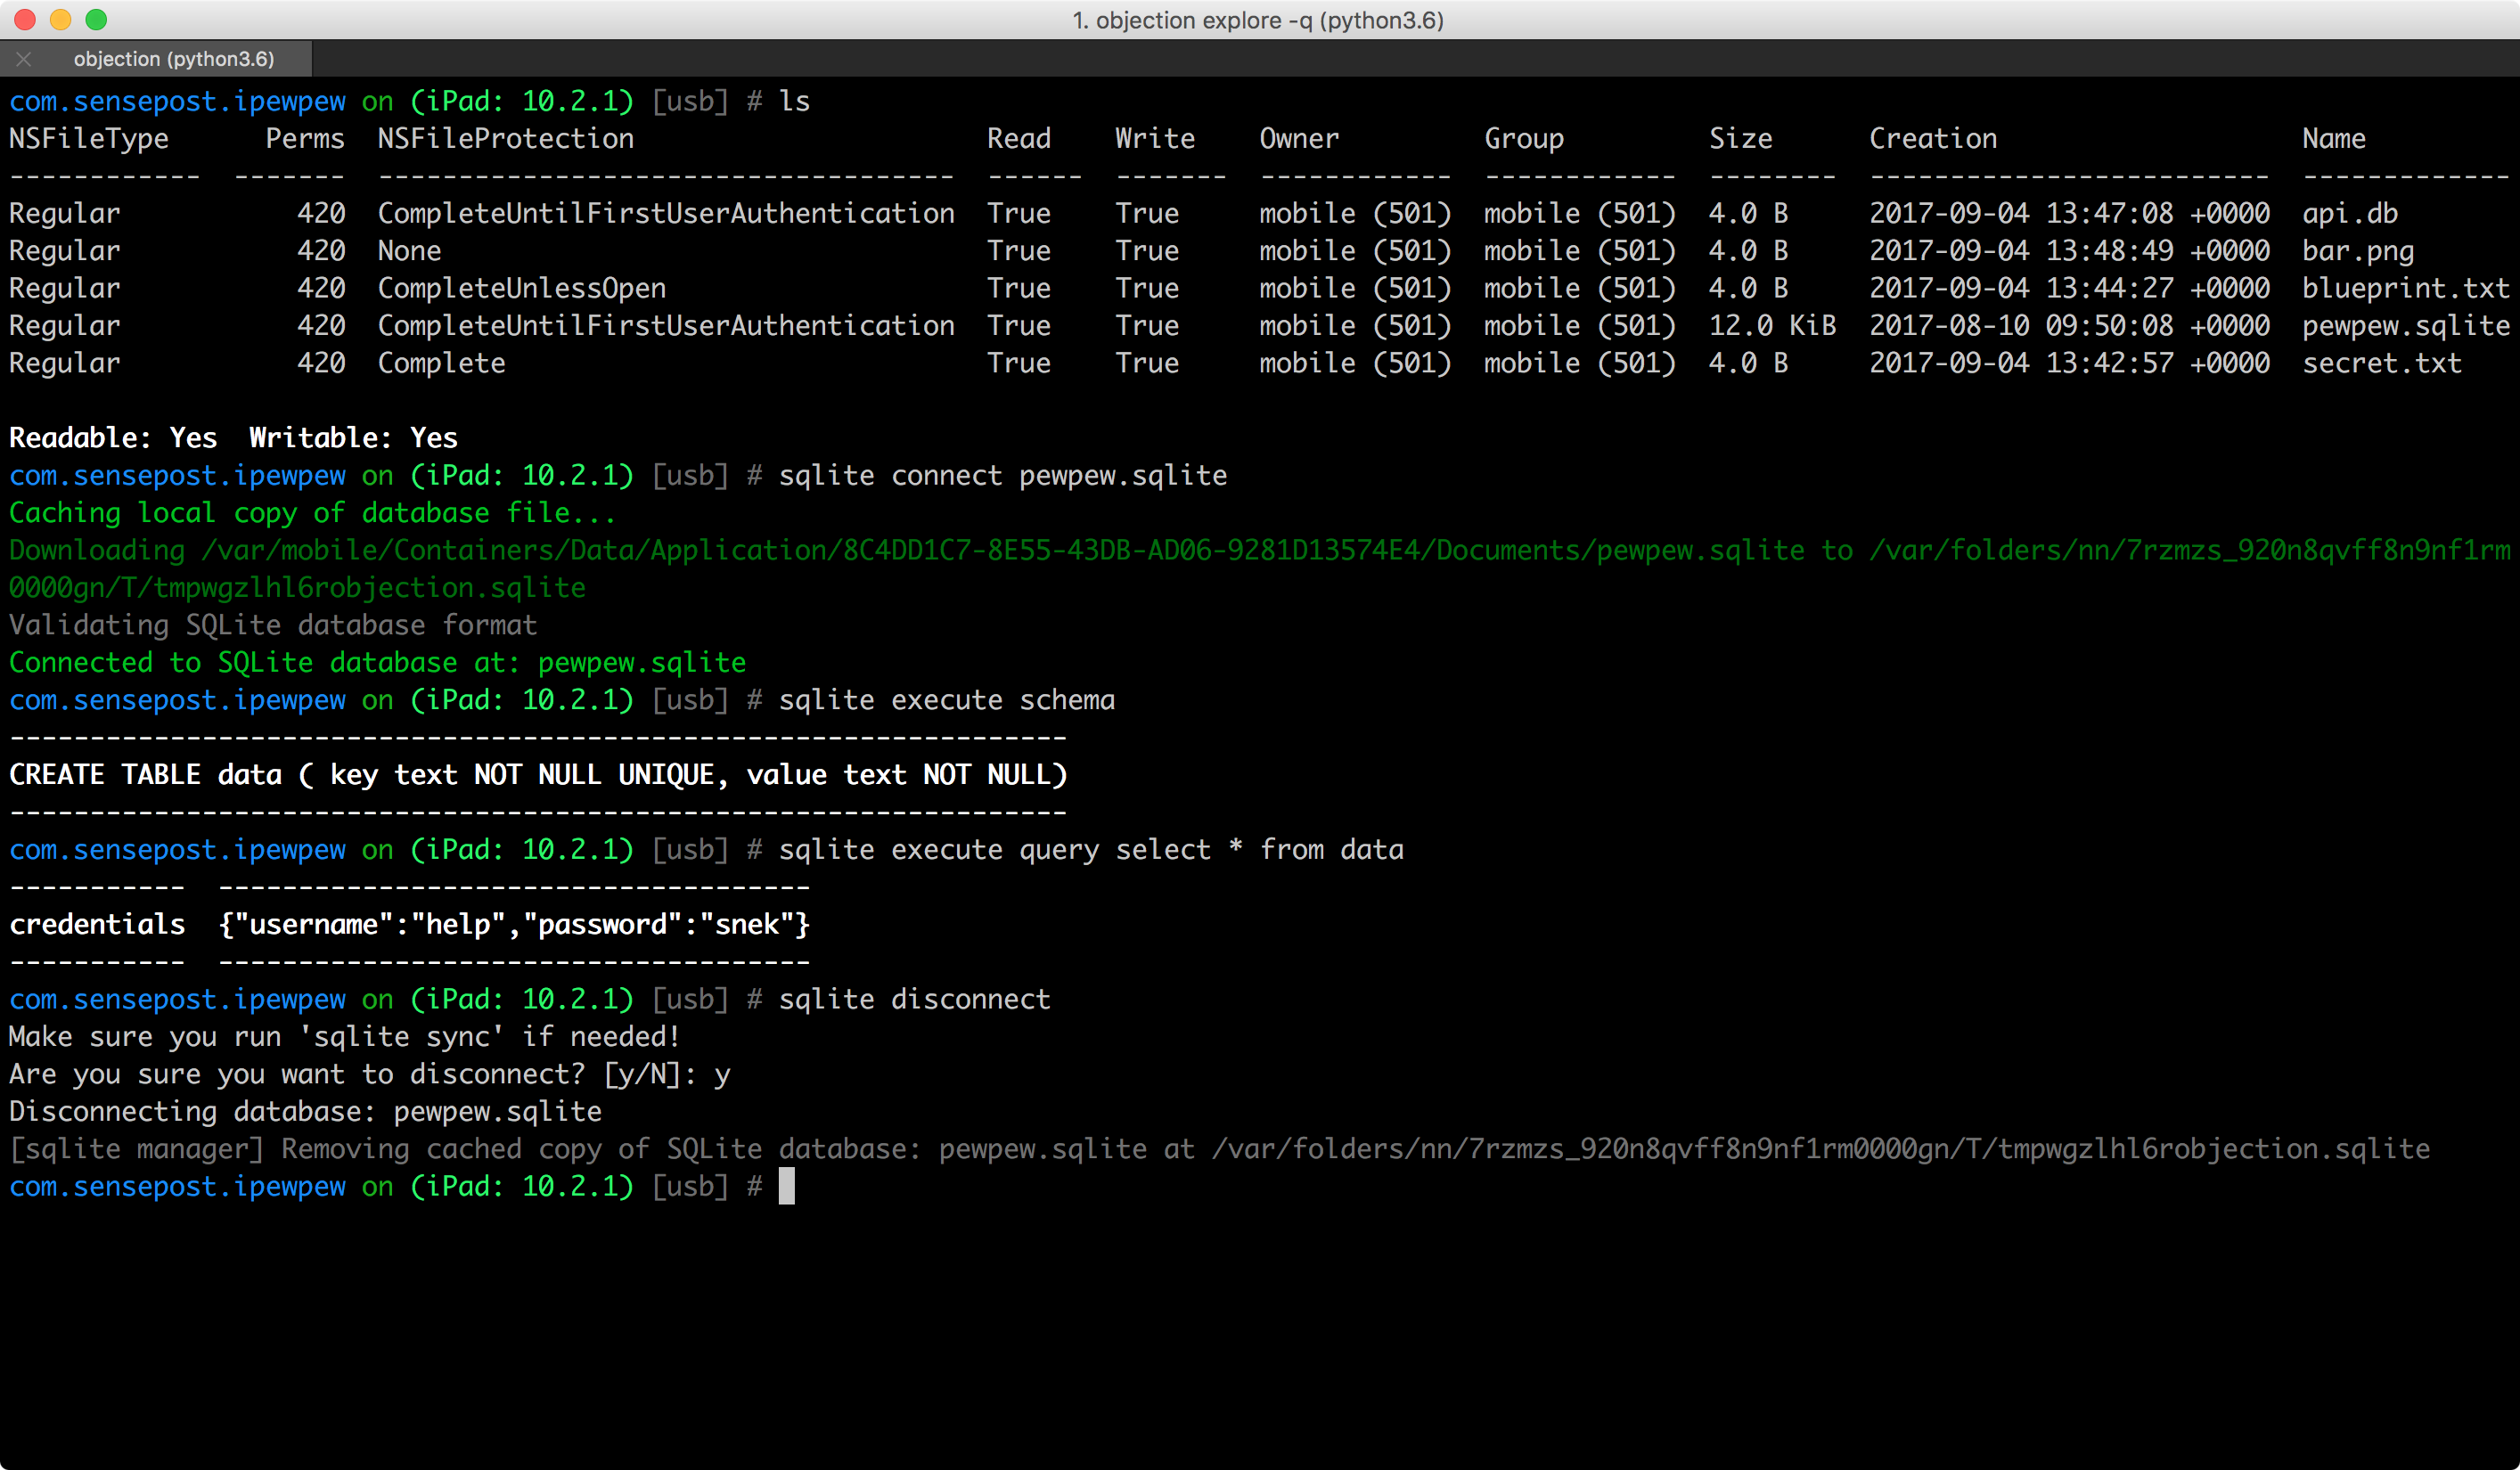 1. objection explore -q (python3.6)
objection (python3.6)
com.sensepost.ipewpew on (iPad: 10.2.1) [usb] # ls
NSFileType      Perms  NSFileProtection                      Read    Write    Owner         Group         Size      Creation                   Name
------------  -------  ------------------------------------  ------  -------  ------------  ------------  --------  -------------------------  -------------
Regular           420  CompleteUntilFirstUserAuthentication  True    True     mobile (501)  mobile (501)  4.0 B     2017-09-04 13:47:08 +0000  api.db
Regular           420  None                                  True    True     mobile (501)  mobile (501)  4.0 B     2017-09-04 13:48:49 +0000  bar.png
Regular           420  CompleteUnlessOpen                    True    True     mobile (501)  mobile (501)  4.0 B     2017-09-04 13:44:27 +0000  blueprint.txt
Regular           420  CompleteUntilFirstUserAuthentication  True    True     mobile (501)  mobile (501)  12.0 KiB  2017-08-10 09:50:08 +0000  pewpew.sqlite
Regular           420  Complete                              True    True     mobile (501)  mobile (501)  4.0 B     2017-09-04 13:42:57 +0000  secret.txt
Readable: Yes  Writable: Yes
com.sensepost.ipewpew on (iPad: 10.2.1) [usb] # sqlite connect pewpew.sqlite
Caching local copy of database file...
Downloading /var/mobile/Containers/Data/Application/8C4DD1C7-8E55-43DB-AD06-9281D13574E4/Documents/pewpew.sqlite to /var/folders/nn/7rzmzs_920n8qvff8n9nf1rm
0000gn/T/tmpwgzlhl6robjection.sqlite
Validating SQLite database format
Connected to SQLite database at: pewpew.sqlite
com.sensepost.ipewpew on (iPad: 10.2.1) [usb] # sqlite execute schema
------------------------------------------------------------------
CREATE TABLE data ( key text NOT NULL UNIQUE, value text NOT NULL)
------------------------------------------------------------------
com.sensepost.ipewpew on (iPad: 10.2.1) [usb] # sqlite execute query select * from data
-----------  -------------------------------------
credentials  {"username":"help","password":"snek"}
-----------  -------------------------------------
com.sensepost.ipewpew on (iPad: 10.2.1) [usb] # sqlite disconnect
Make sure you run 'sqlite sync' if needed!
Are you sure you want to disconnect? [y/N]: y
Disconnecting database: pewpew.sqlite
[sqlite manager] Removing cached copy of SQLite database: pewpew.sqlite at /var/folders/nn/7rzmzs_920n8qvff8n9nf1rm0000gn/T/tmpwgzlhl6robjection.sqlite
com.sensepost.ipewpew on (iPad: 10.2.1) [usb] #